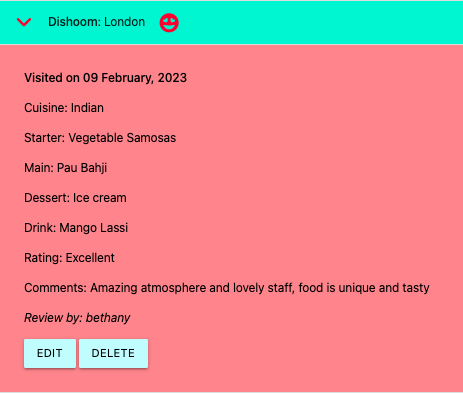 Dishoom: London
Visited on 09 February, 2023
Cuisine: Indian
Starter: Vegetable Samosas
Main: Pau Bahji
Dessert: Ice cream
Drink: Mango Lassi
Rating: Excellent
Comments: Amazing atmosphere and lovely staff, food is unique and tasty
Review by: bethany
EDIT DELETE